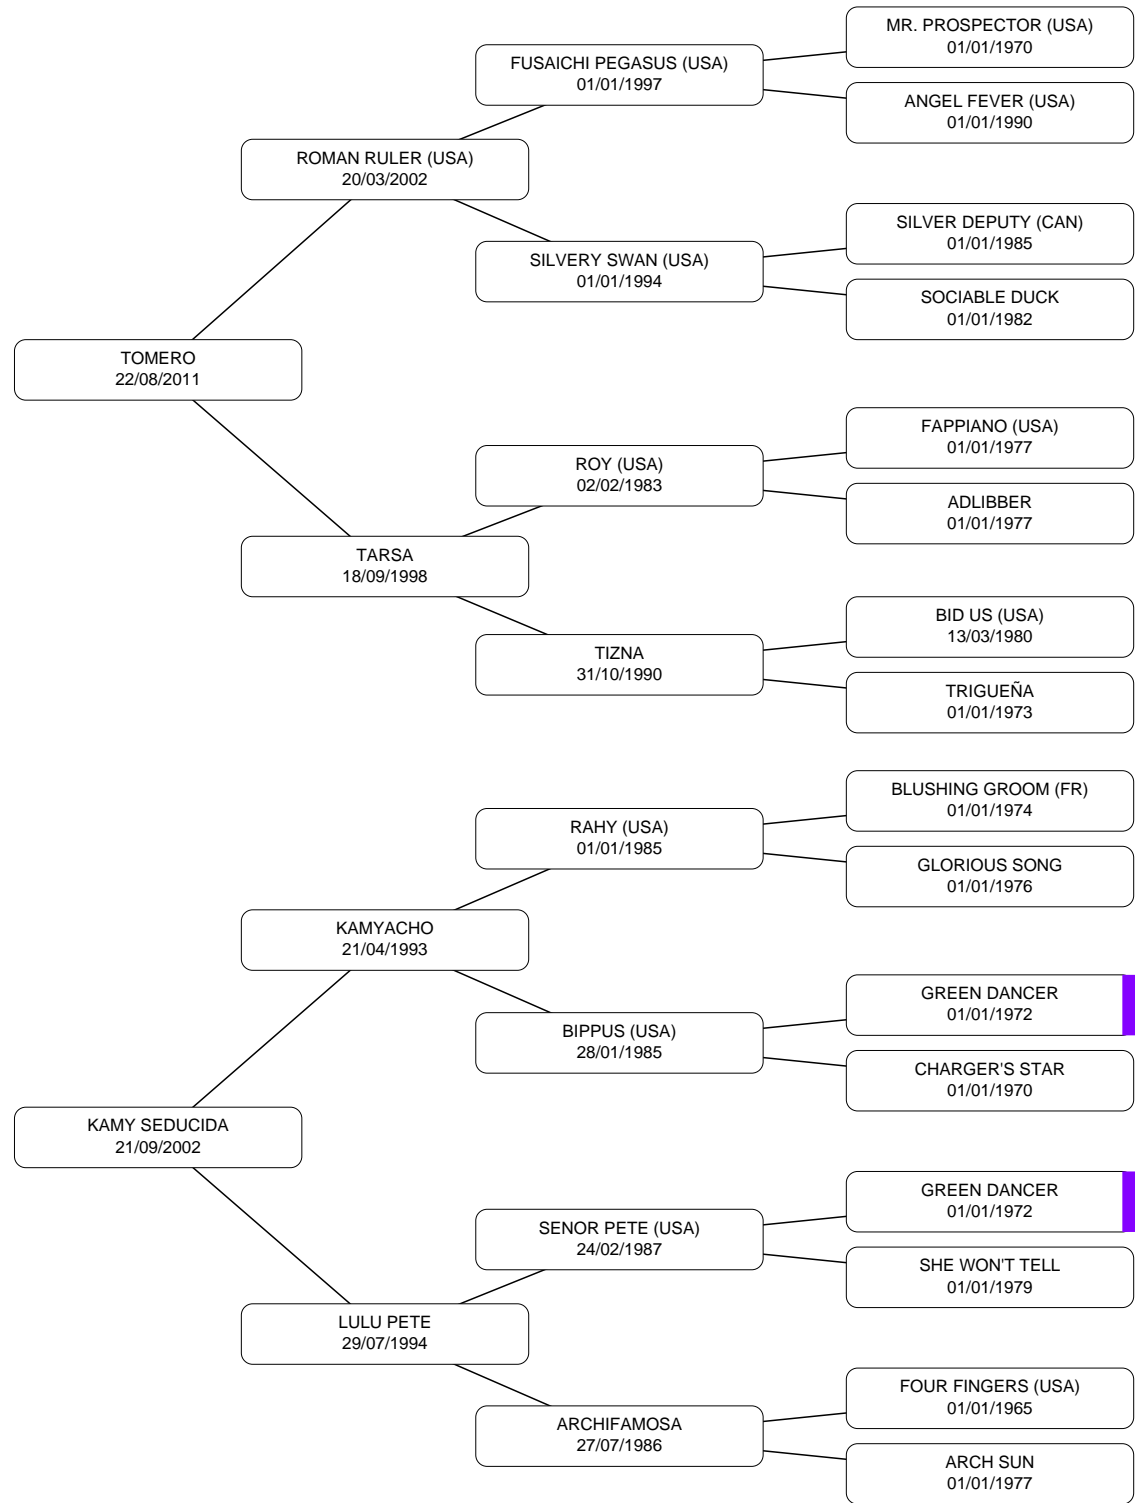 MR. PROSPECTOR (USA)
01/01/1970
FUSAICHI PEGASUS (USA)
01/01/1997
ANGEL FEVER (USA)
01/01/1990
ROMAN RULER (USA)
20/03/2002
SILVER DEPUTY (CAN)
01/01/1985
SILVERY SWAN (USA)
01/01/1994
SOCIABLE DUCK
01/01/1982
TOMERO
22/08/2011
FAPPIANO (USA)
01/01/1977
ROY (USA)
02/02/1983
ADLIBBER
01/01/1977
TARSA
18/09/1998
BID US (USA)
13/03/1980
TIZNA
31/10/1990
TRIGUEÑA
01/01/1973
BLUSHING GROOM (FR)
01/01/1974
RAHY (USA)
01/01/1985
GLORIOUS SONG
01/01/1976
KAMYACHO
21/04/1993
GREEN DANCER
01/01/1972
BIPPUS (USA)
28/01/1985
CHARGER'S STAR
01/01/1970
KAMY SEDUCIDA
21/09/2002
GREEN DANCER
01/01/1972
SENOR PETE (USA)
24/02/1987
SHE WON'T TELL
01/01/1979
LULU PETE
29/07/1994
FOUR FINGERS (USA)
01/01/1965
ARCHIFAMOSA
27/07/1986
ARCH SUN
01/01/1977